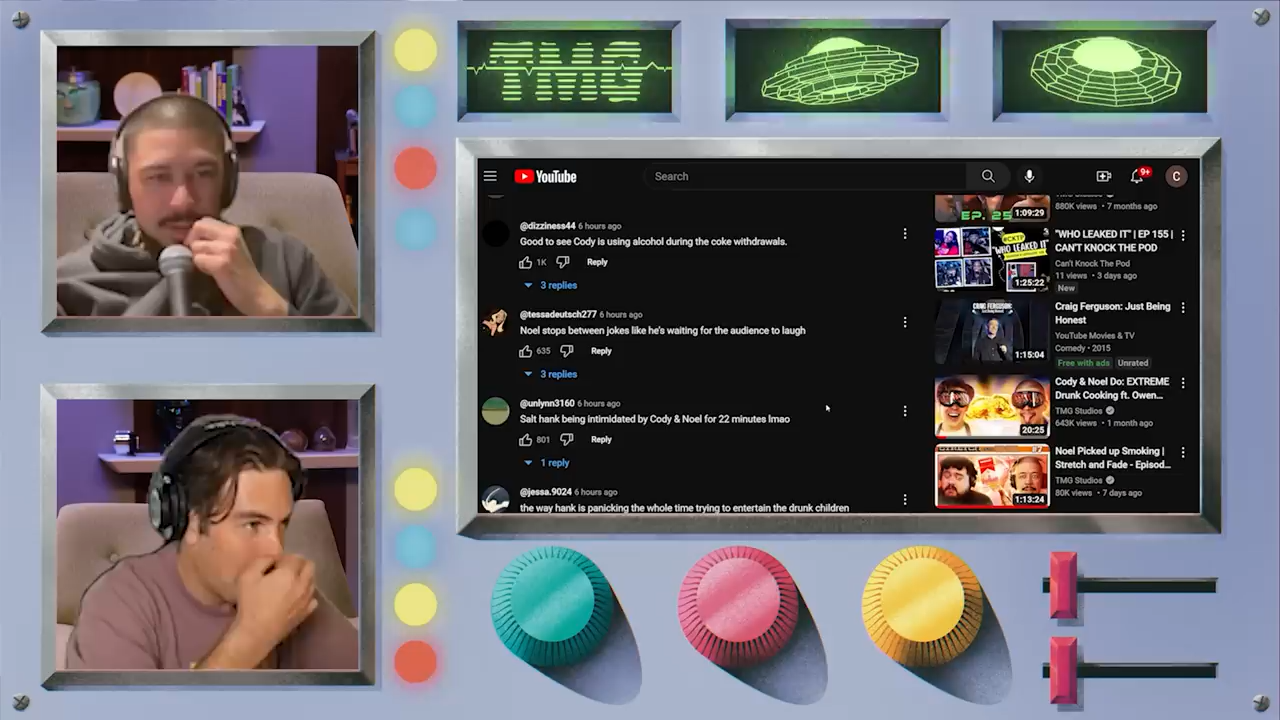 TMG
YouTube
Search
9+
C
@dizziness44 6 hours ago
Good to see Cody is using alcohol during the coke withdrawals.
1K
Reply
3 replies
@tessadeutsch277 6 hours ago
Noel stops between jokes like he's waiting for the audience to laugh
635
Reply
3 replies
@unlynn3160 6 hours ago
Salt hank being intimidated by Cody & Noel for 22 minutes lmao
801
Reply
1 reply
@jessa.9024 6 hours ago
the way hank is panicking the whole time trying to entertain the drunk children
EP. 25
1:09:29
880K views • 7 months ago
"WHO LEAKED IT"
1:25:22
"WHO LEAKED IT" | EP 155 |
CAN'T KNOCK THE POD
Can't Knock The Pod
11 views • 3 days ago
New
CRAIG FERGUSON:
1:15:04
Craig Ferguson: Just Being
Honest
YouTube Movies & TV
Comedy • 2015
Free with ads
Unrated
20:25
Cody & Noel Do: EXTREME
Drunk Cooking ft. Owen...
TMG Studios
643K views • 1 month ago
1:13:24
Noel Picked up Smoking |
Stretch and Fade - Episod...
TMG Studios
80K views • 7 days ago